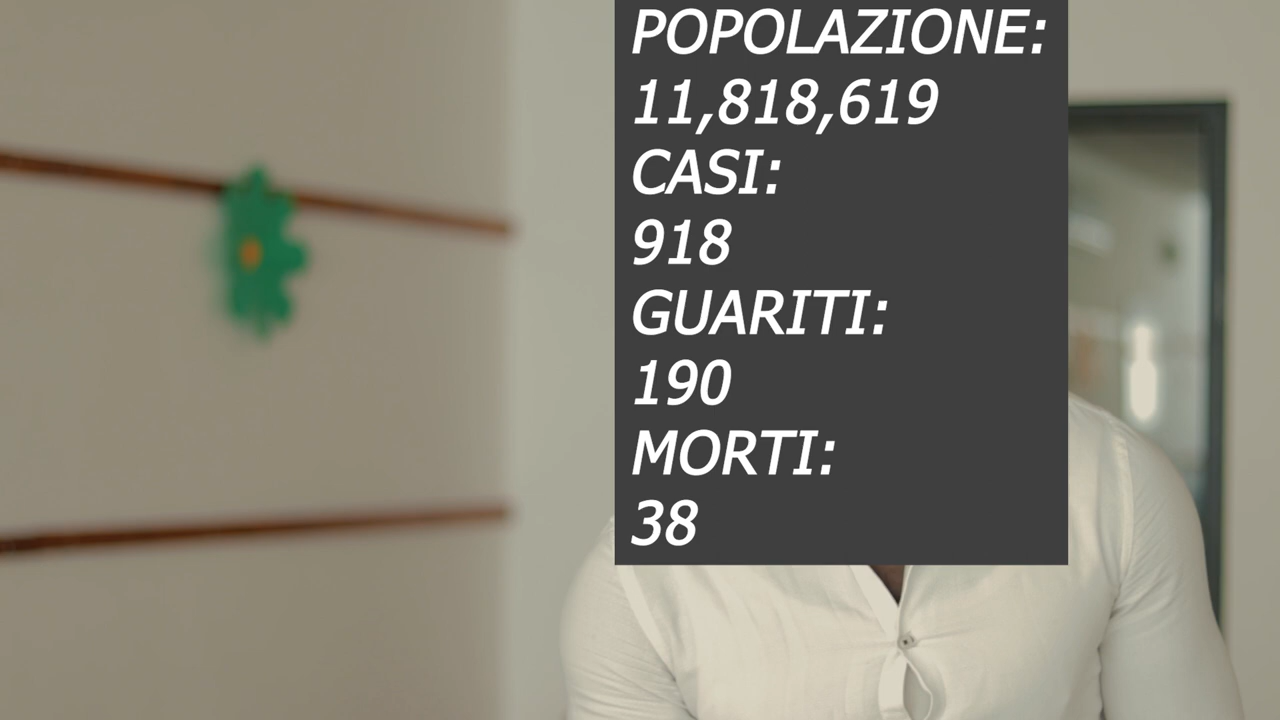 POPOLAZIONE:
11,818,619
CASI:
918
GUARITI:
190
MORTI:
38